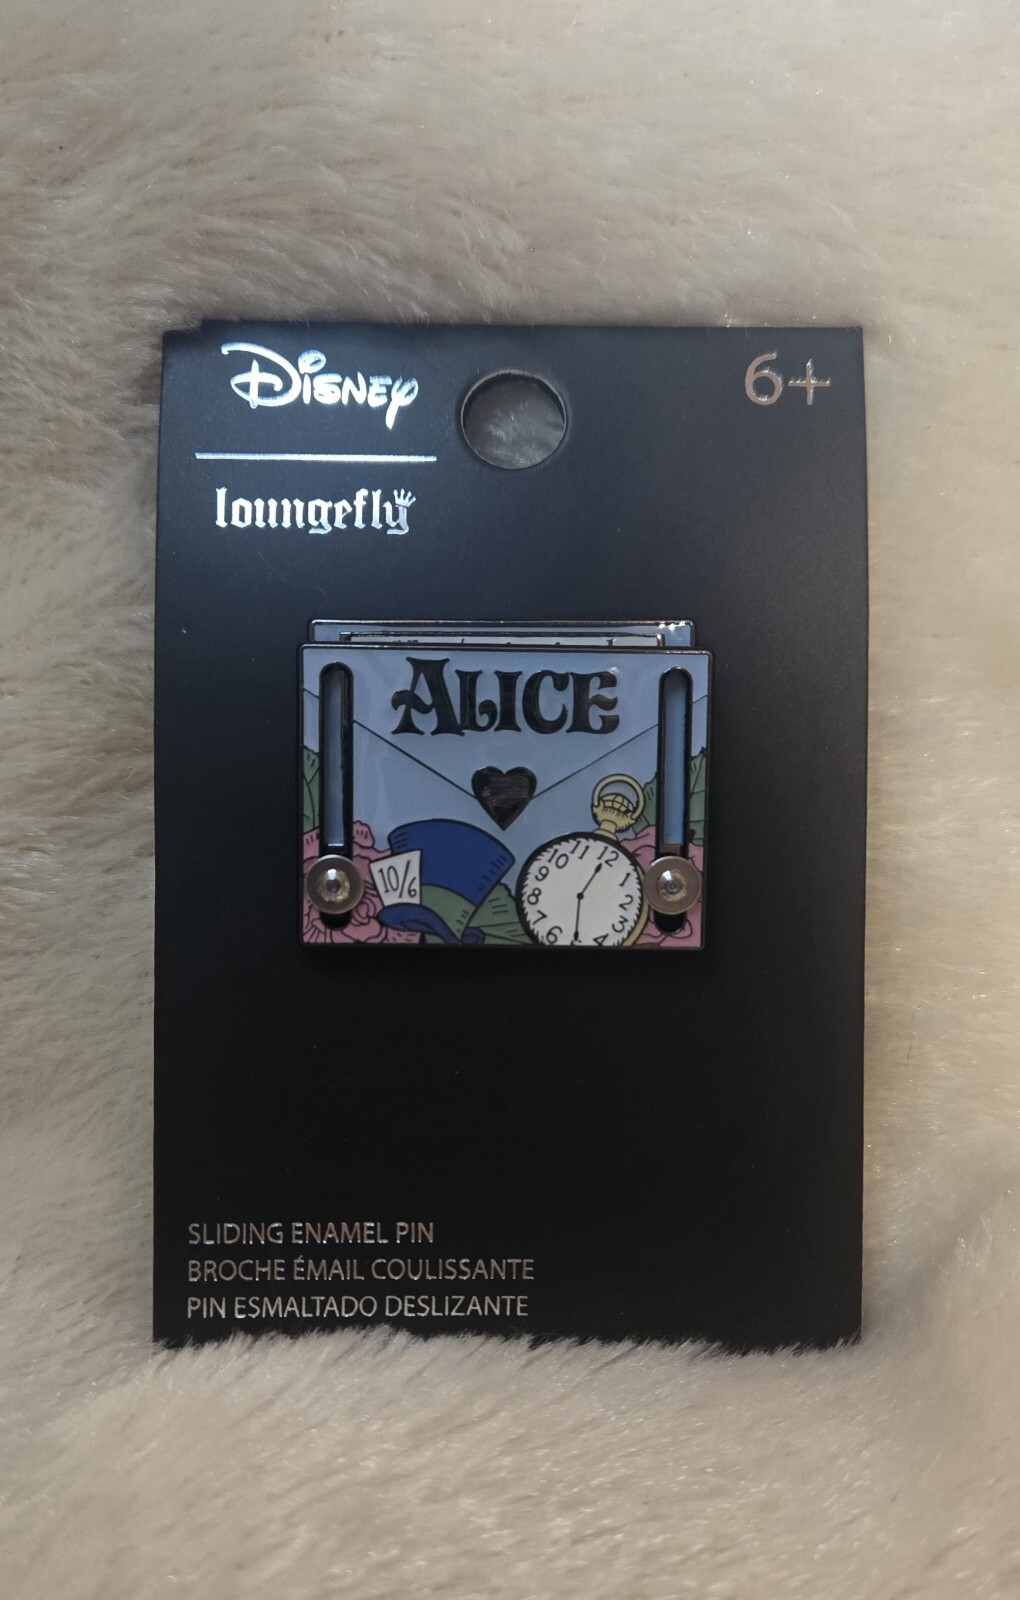 Disney
6+
loungefly
ALICE
10/6
11 12
10
9 1
8 2
7 3
6 4
SLIDING ENAMEL PIN
BROCHE ÉMAIL COULISSANTE
PIN ESMALTADO DESLIZANTE